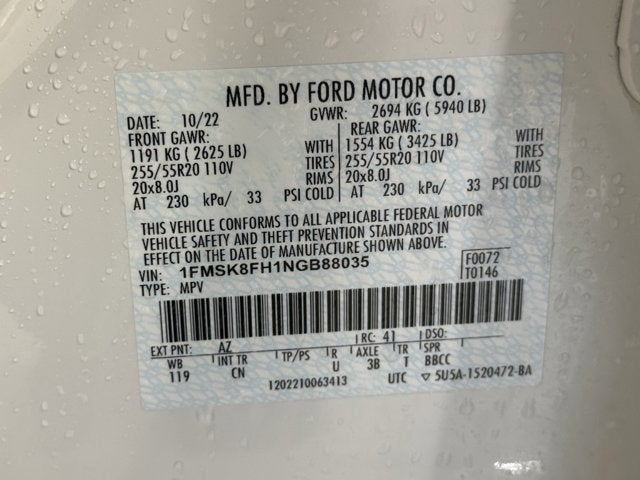 MFD. BY FORD MOTOR CO.
DATE: 10/22 GVWR: 2694 KG ( 5940 LB)
FRONT GAWR: REAR GAWR:
1191 KG ( 2625 LB) WITH 1554 KG ( 3425 LB) WITH
255/55R20 110V TIRES 255/55R20 110V TIRES
20x8.0J RIMS 20x8.0J RIMS
AT 230 kPa/ 33 PSI COLD AT 230 kPa/ 33 PSI COLD
THIS VEHICLE CONFORMS TO ALL APPLICABLE FEDERAL MOTOR
VEHICLE SAFETY AND THEFT PREVENTION STANDARDS IN
EFFECT ON THE DATE OF MANUFACTURE SHOWN ABOVE.
VIN: 1FMSK8FH1NGB88035 F0072
TYPE: MPV T0146
EXT PNT: AZ RC: 41 DSO:
WB INT TR TP/PS R AXLE TR SPR
119 CN U 3B T BBCC
1202210063413 UTC ▽ 5U5A-1520472-BA